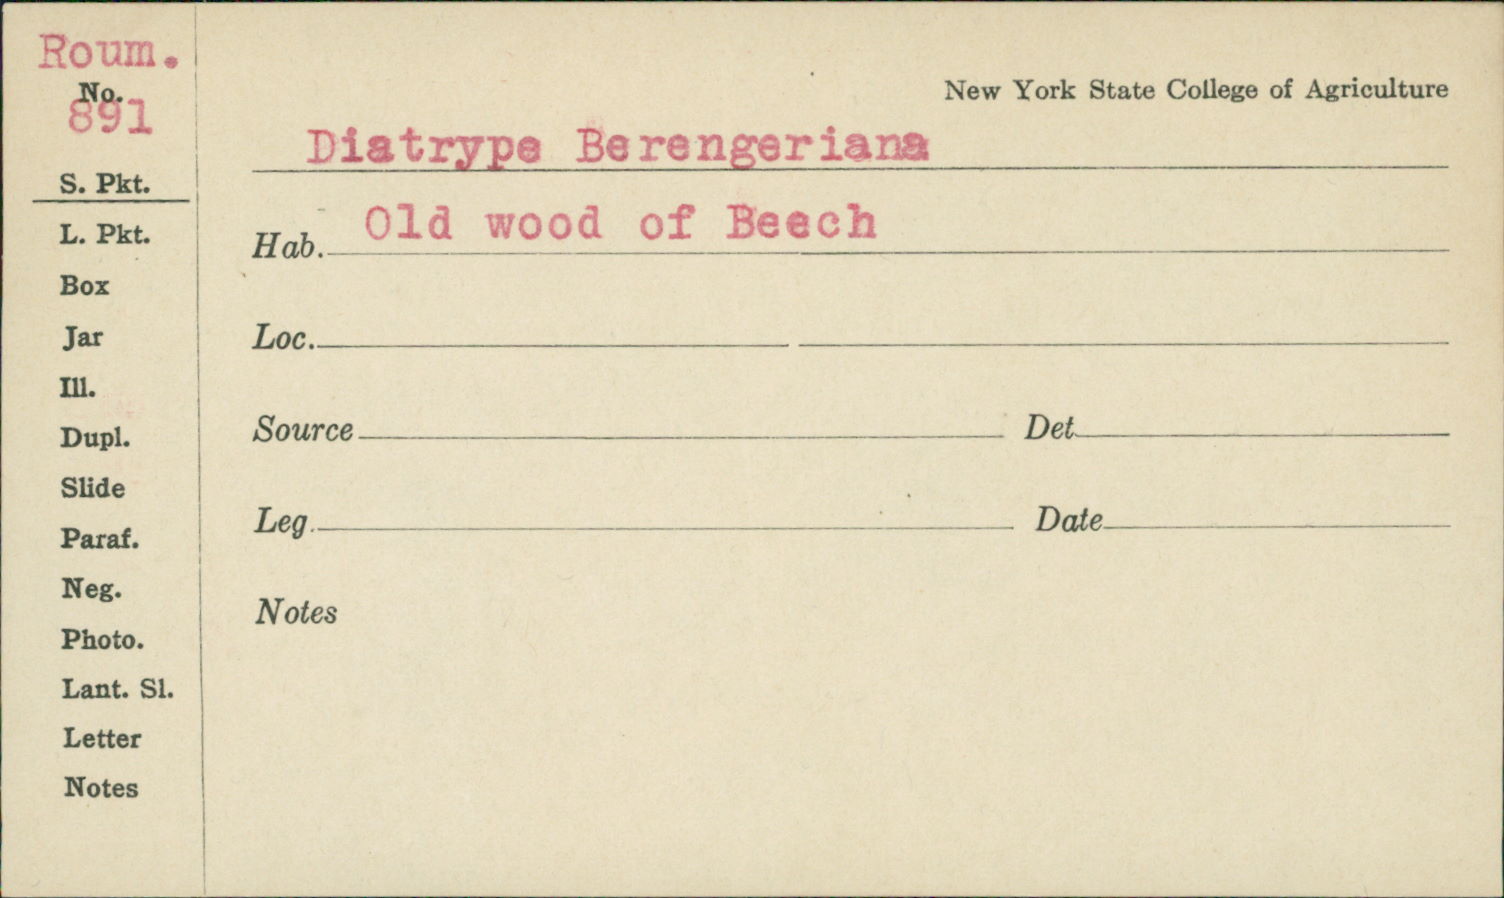 Roum.
No.
891
New York State College of Agriculture
Diatrype Berengeriana
S. Pkt.
Hab. Old wood of Beech
L. Pkt.
Box
Jar
Loc.
Ill.
Dupl.
Source Det.
Slide
Leg. Date
Paraf.
Neg.
Notes
Photo.
Lant. Sl.
Letter
Notes